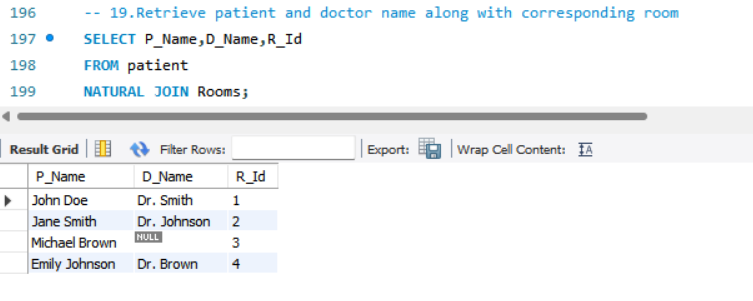 196 -- 19.Retrieve patient and doctor name along with corresponding room
197 SELECT P_Name,D_Name,R_Id
198 FROM patient
199 NATURAL JOIN Rooms;
Result Grid Filter Rows: Export: Wrap Cell Content: IA
P_Name D_Name R_Id
John Doe Dr. Smith 1
Jane Smith Dr. Johnson 2
Michael Brown NULL 3
Emily Johnson Dr. Brown 4